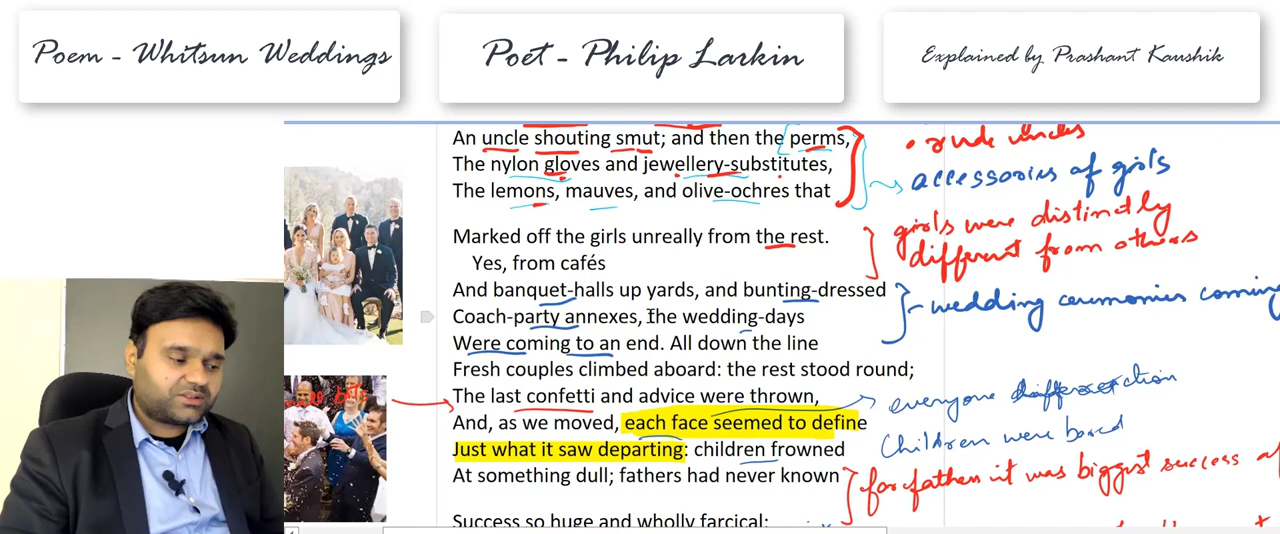 Poem - Whitsun Weddings
Poet - Philip Larkin
Explained by Prashant Kaushik
An uncle shouting smut; and then the perms,
The nylon gloves and jewellery-substitutes,
The lemons, mauves, and olive-ochres that
Marked off the girls unreally from the rest.
Yes, from cafés
And banquet-halls up yards, and bunting-dressed
Coach-party annexes, the wedding-days
Were coming to an end. All down the line
Fresh couples climbed aboard: the rest stood round;
The last confetti and advice were thrown,
And, as we moved, each face seemed to define
Just what it saw departing: children frowned
At something dull; fathers had never known
Success so huge and wholly farcical;
• rude uncles
accessories of girls
girls were distinctly
different from others
- wedding ceremonies coming
everyone
Children were bored
for fathers it was biggest success of